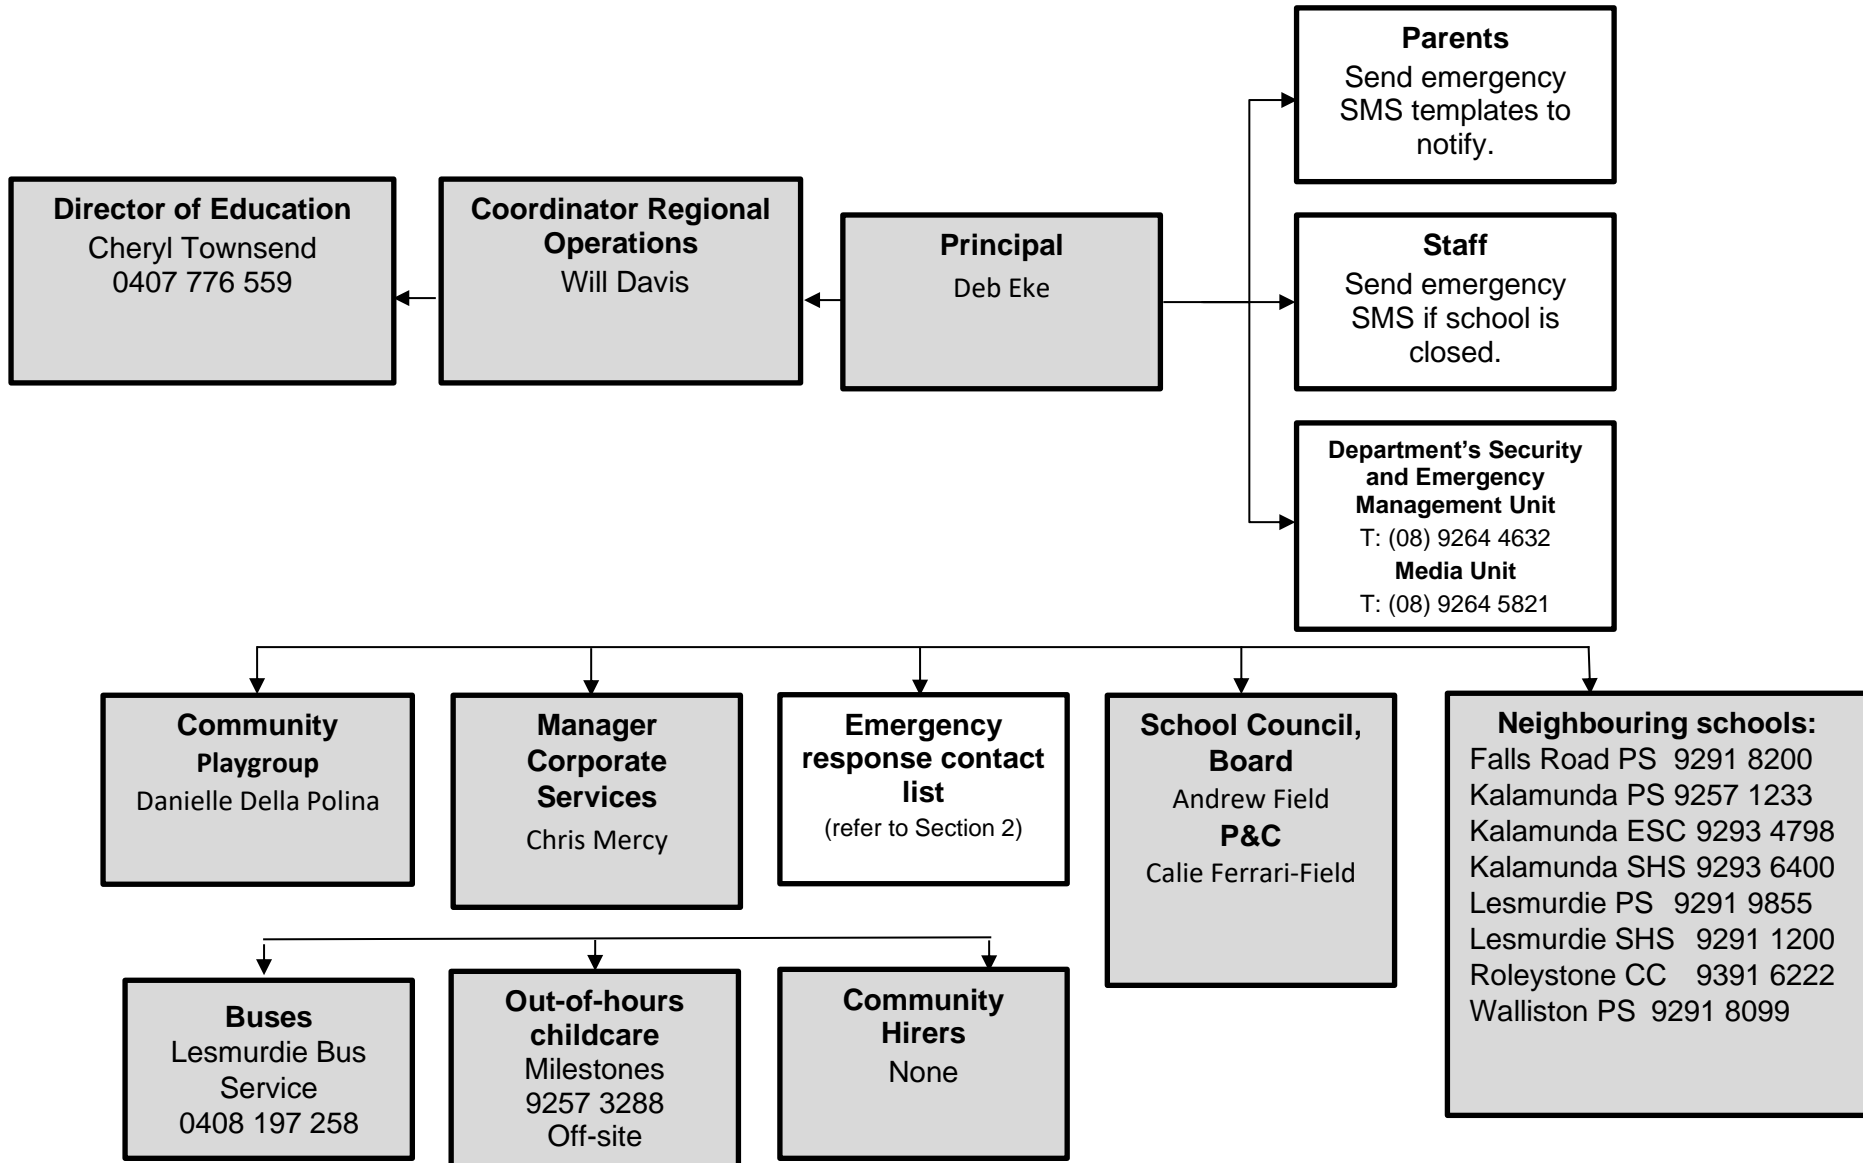 Parents
Send emergency
SMS templates to
notify.
Director of Education
Cheryl Townsend
0407 776 559
Coordinator Regional
Operations
Will Davis
Principal
Deb Eke
Staff
Send emergency
SMS if school is
closed.
Department’s Security
and Emergency
Management Unit
T: (08) 9264 4632
Media Unit
T: (08) 9264 5821
Community
Playgroup
Danielle Della Polina
Manager
Corporate
Services
Chris Mercy
Emergency
response contact
list
(refer to Section 2)
School Council,
Board
Andrew Field
P&C
Calie Ferrari-Field
Neighbouring schools:
Falls Road PS 9291 8200
Kalamunda PS 9257 1233
Kalamunda ESC 9293 4798
Kalamunda SHS 9293 6400
Lesmurdie PS 9291 9855
Lesmurdie SHS 9291 1200
Roleystone CC 9391 6222
Walliston PS 9291 8099
Buses
Lesmurdie Bus
Service
0408 197 258
Out-of-hours
childcare
Milestones
9257 3288
Off-site
Community
Hirers
None